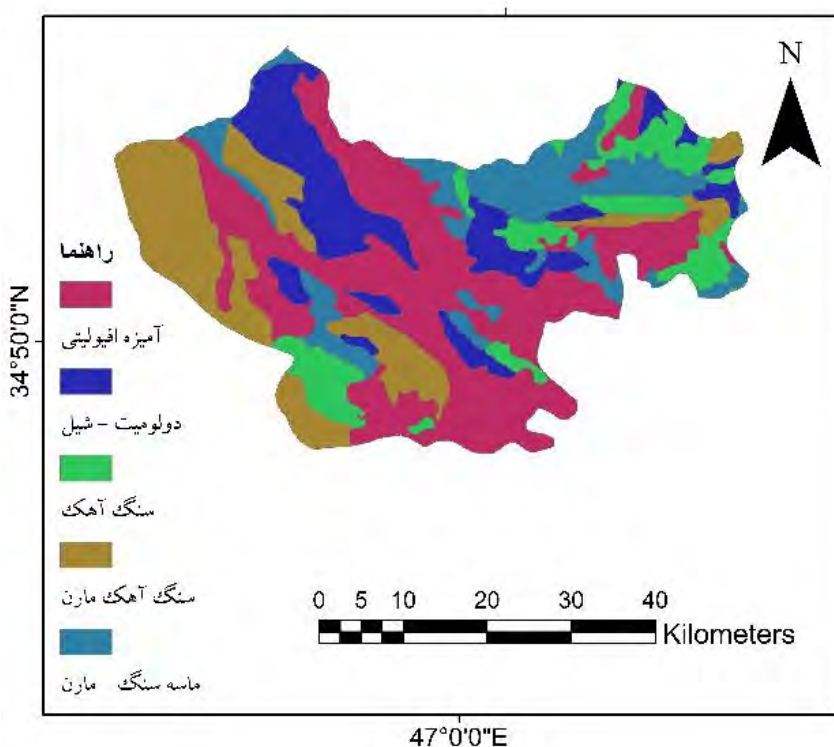 N
راهنما
آمیزه افیولیتی
دولومیت - شیل
سنگ آهک
سنگ آهک مارن
ماسه سنگ مارن
34°50'0"N
0 5 10 20 30 40
Kilometers
47°0'0"E